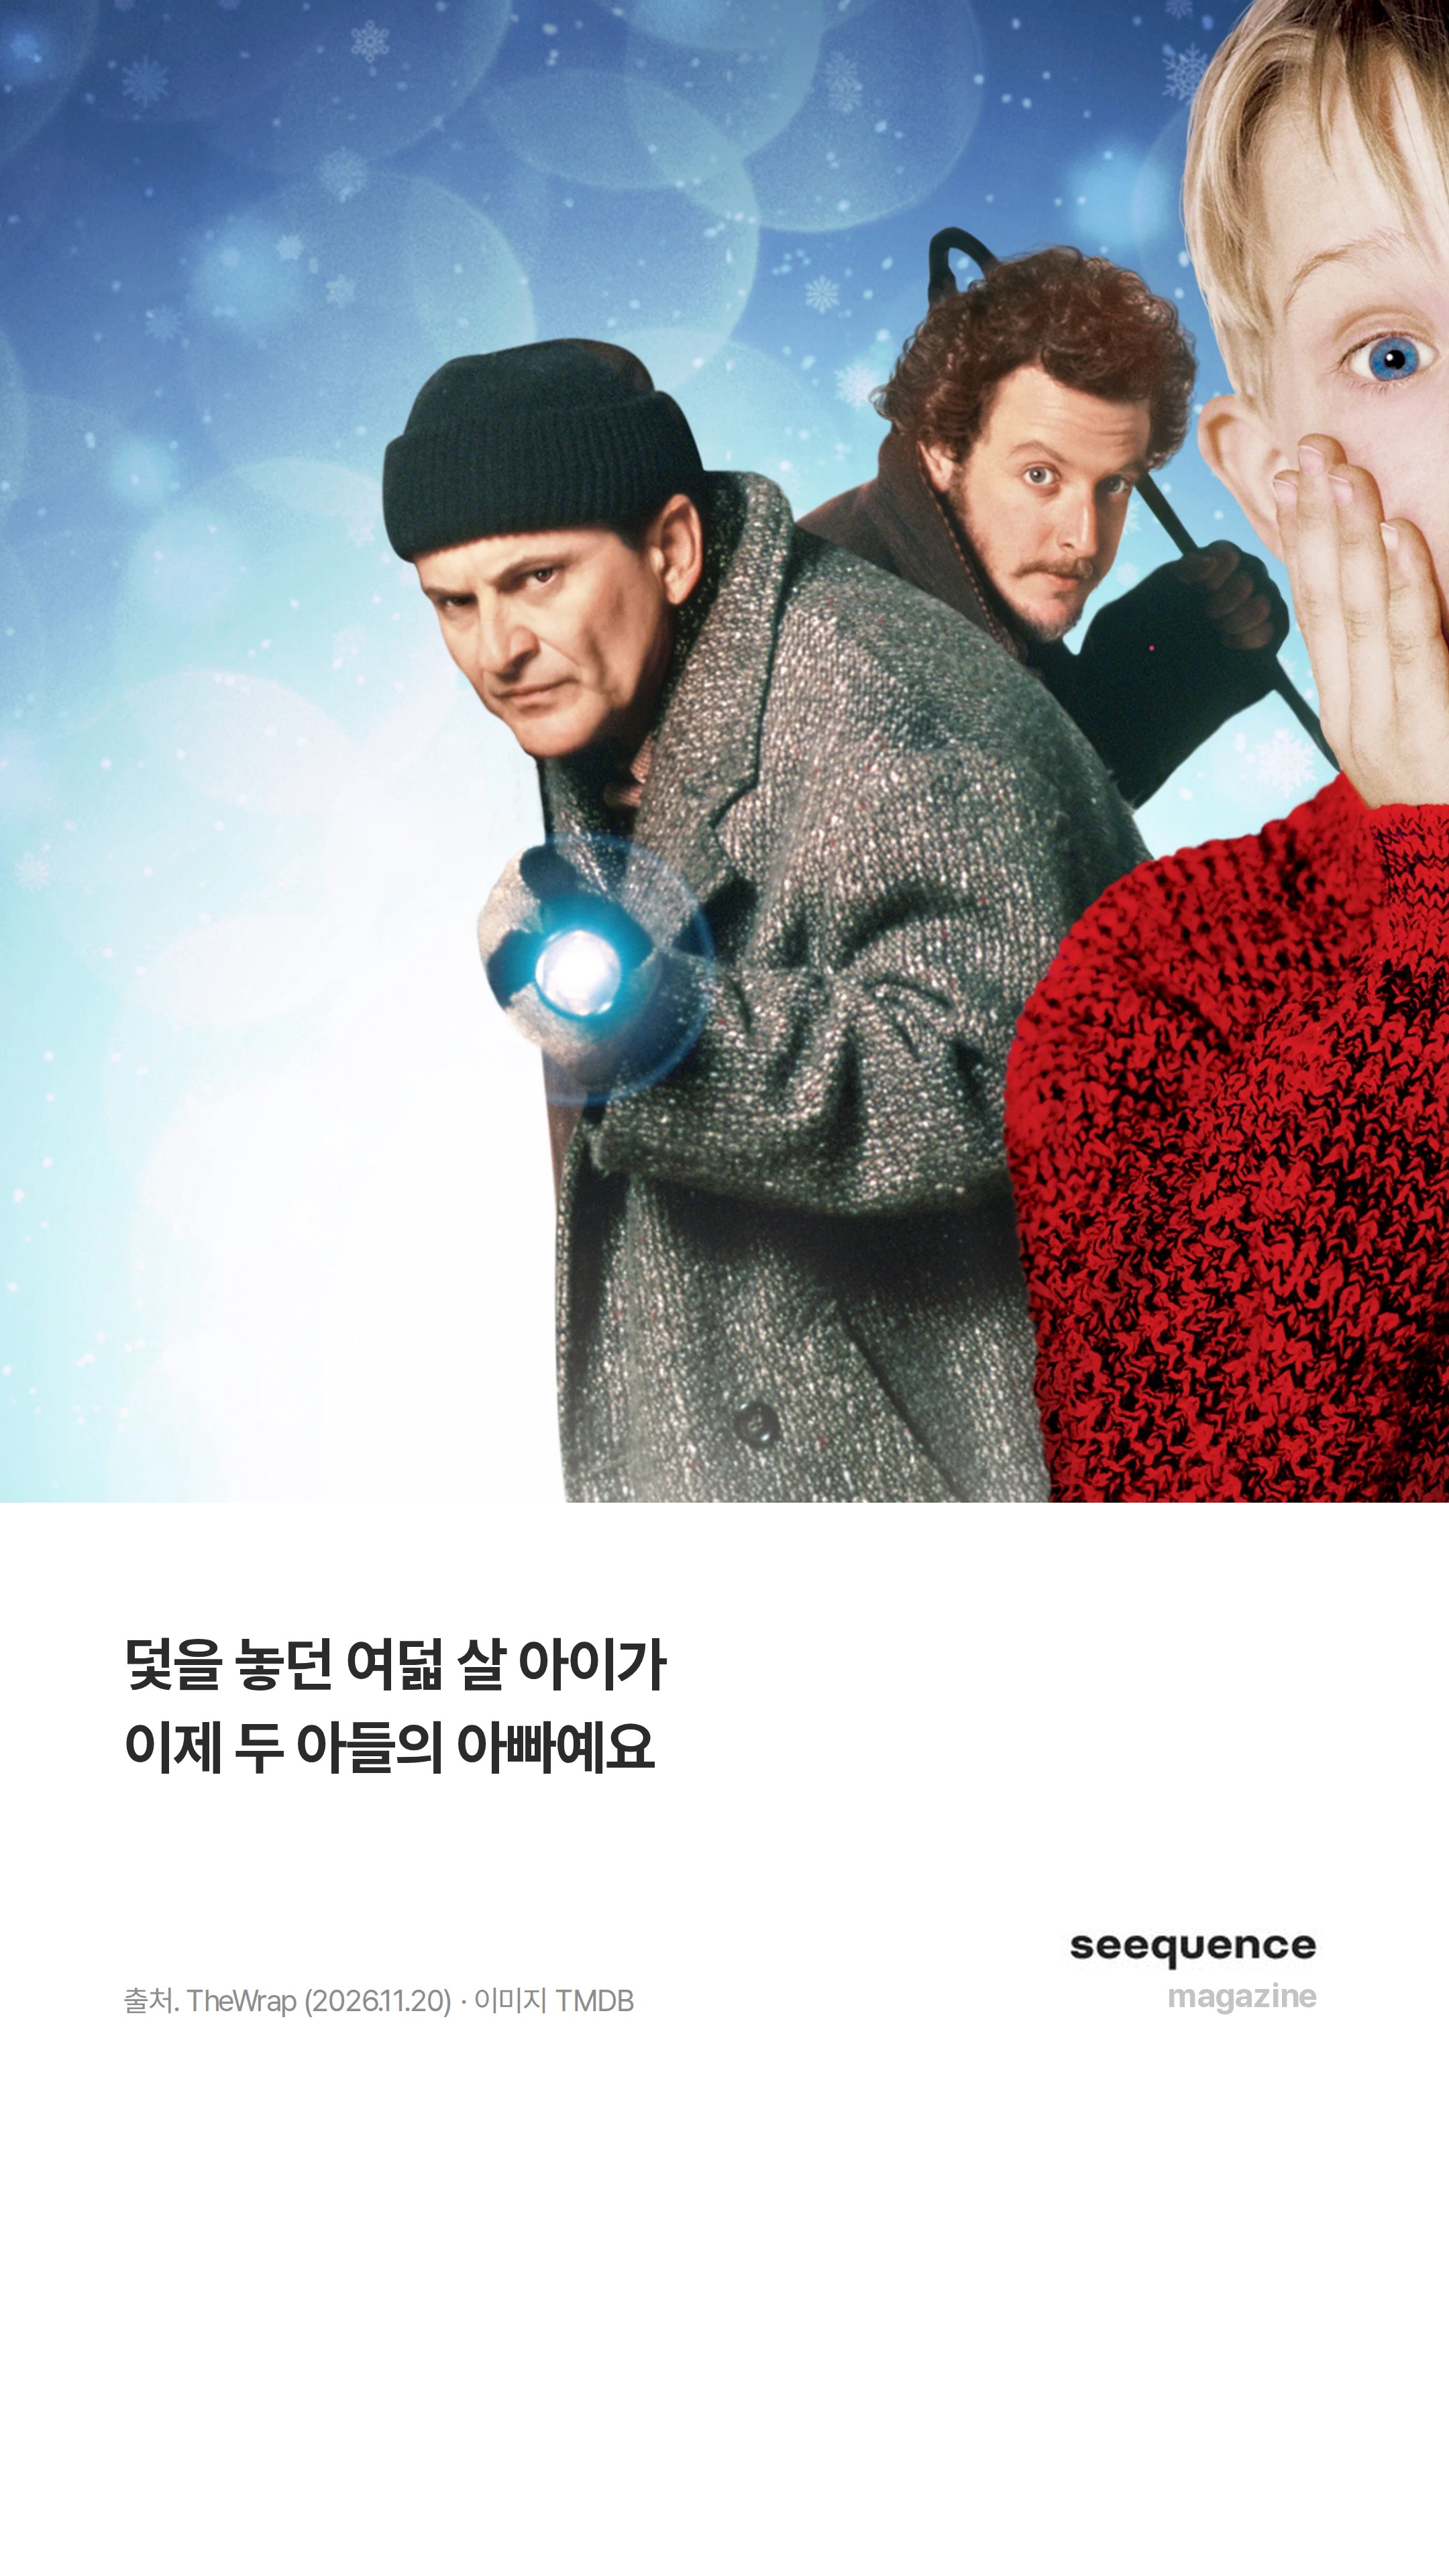 덫을 놓던 여덟 살 아이가
이제 두 아들의 아빠예요
seequence
magazine
출처. TheWrap (2026.11.20) · 이미지 TMDB